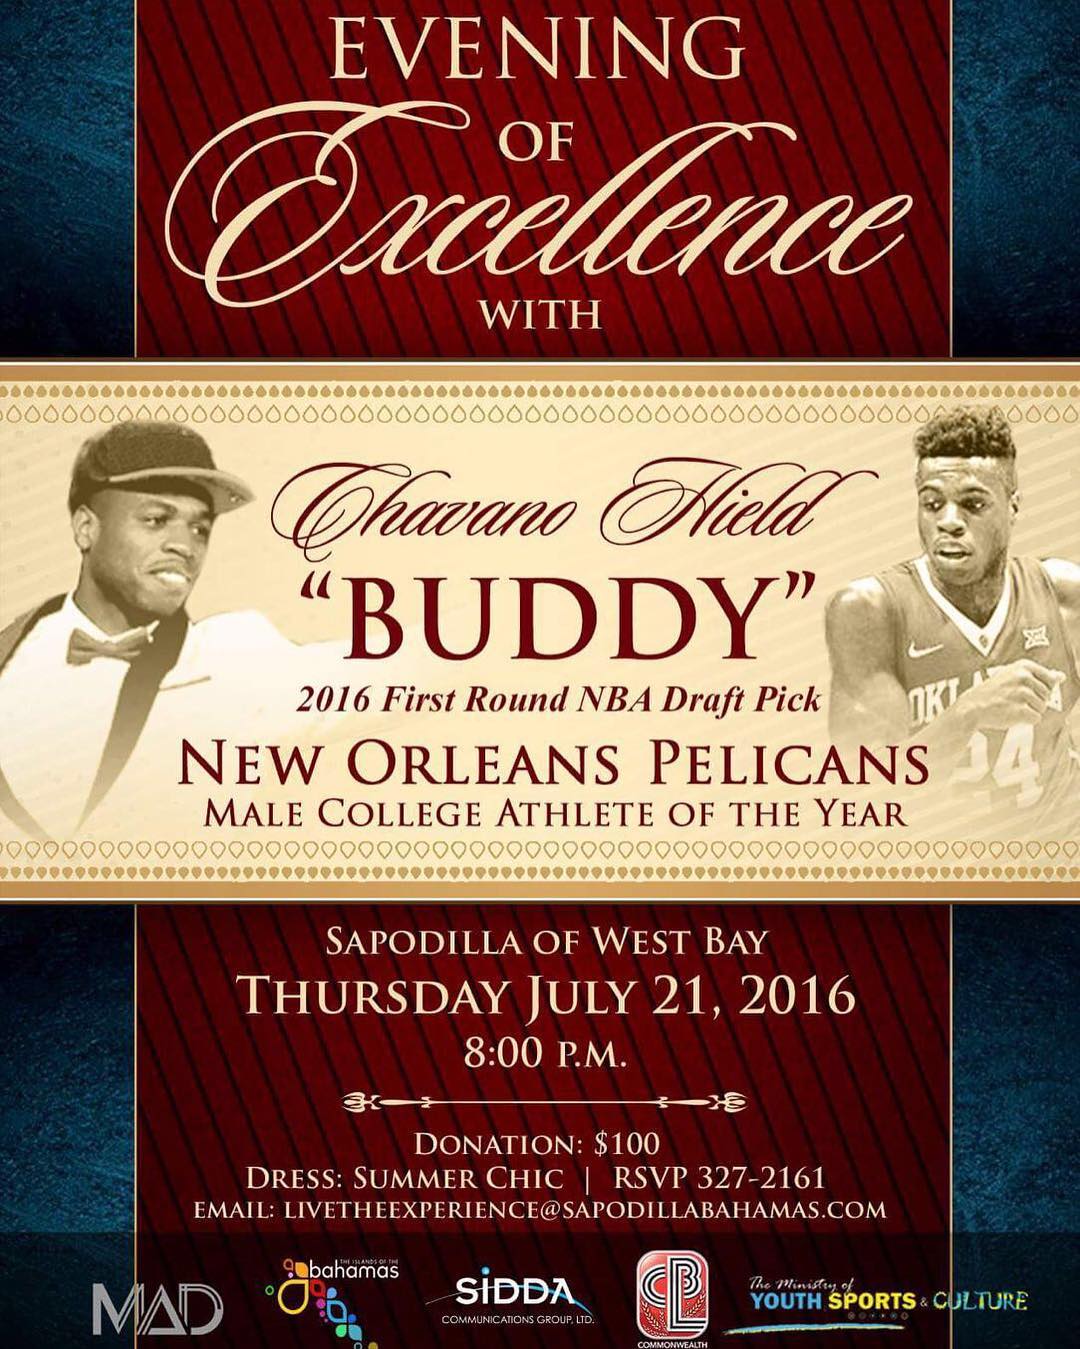 EVENING
OF
Excellence
WITH
Chavano Hield
“BUDDY”
2016 First Round NBA Draft Pick
NEW ORLEANS PELICANS
MALE COLLEGE ATHLETE OF THE YEAR
24
SAPODILLA OF WEST BAY
THURSDAY JULY 21, 2016
8:00 P.M.
DONATION: $100
DRESS: SUMMER CHIC | RSVP 327-2161
EMAIL: LIVETHEEXPERIENCE@SAPODILLABAHAMAS.COM
MAD
THE ISLANDS OF THE
bahamas
SIDDA
COMMUNICATIONS GROUP, LTD.
CBL
COMMONWEALTH
The Ministry of
YOUTH SPORTS & CULTURE